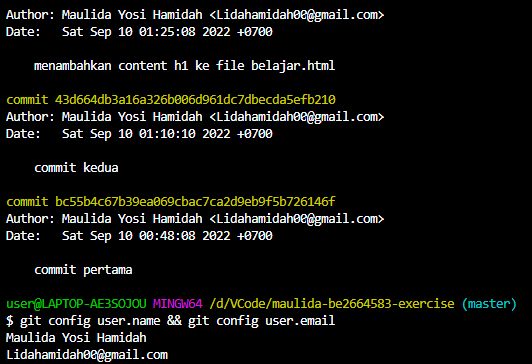 Author: Maulida Yosi Hamidah <Lidahamidah00@gmail.com>
Date:   Sat Sep 10 01:25:08 2022 +0700
menambahkan content h1 ke file belajar.html
commit 43d664db3a16a326b006d961dc7dbecda5efb210
Author: Maulida Yosi Hamidah <Lidahamidah00@gmail.com>
Date:   Sat Sep 10 01:10:10 2022 +0700
commit kedua
commit bc55b4c67b39ea069cbac7ca2d9eb9f5b726146f
Author: Maulida Yosi Hamidah <Lidahamidah00@gmail.com>
Date:   Sat Sep 10 00:48:08 2022 +0700
commit pertama
user@LAPTOP-AE3SOJOU MINGW64 /d/VCode/maulida-be2664583-exercise (master)
$ git config user.name && git config user.email
Maulida Yosi Hamidah
Lidahamidah00@gmail.com